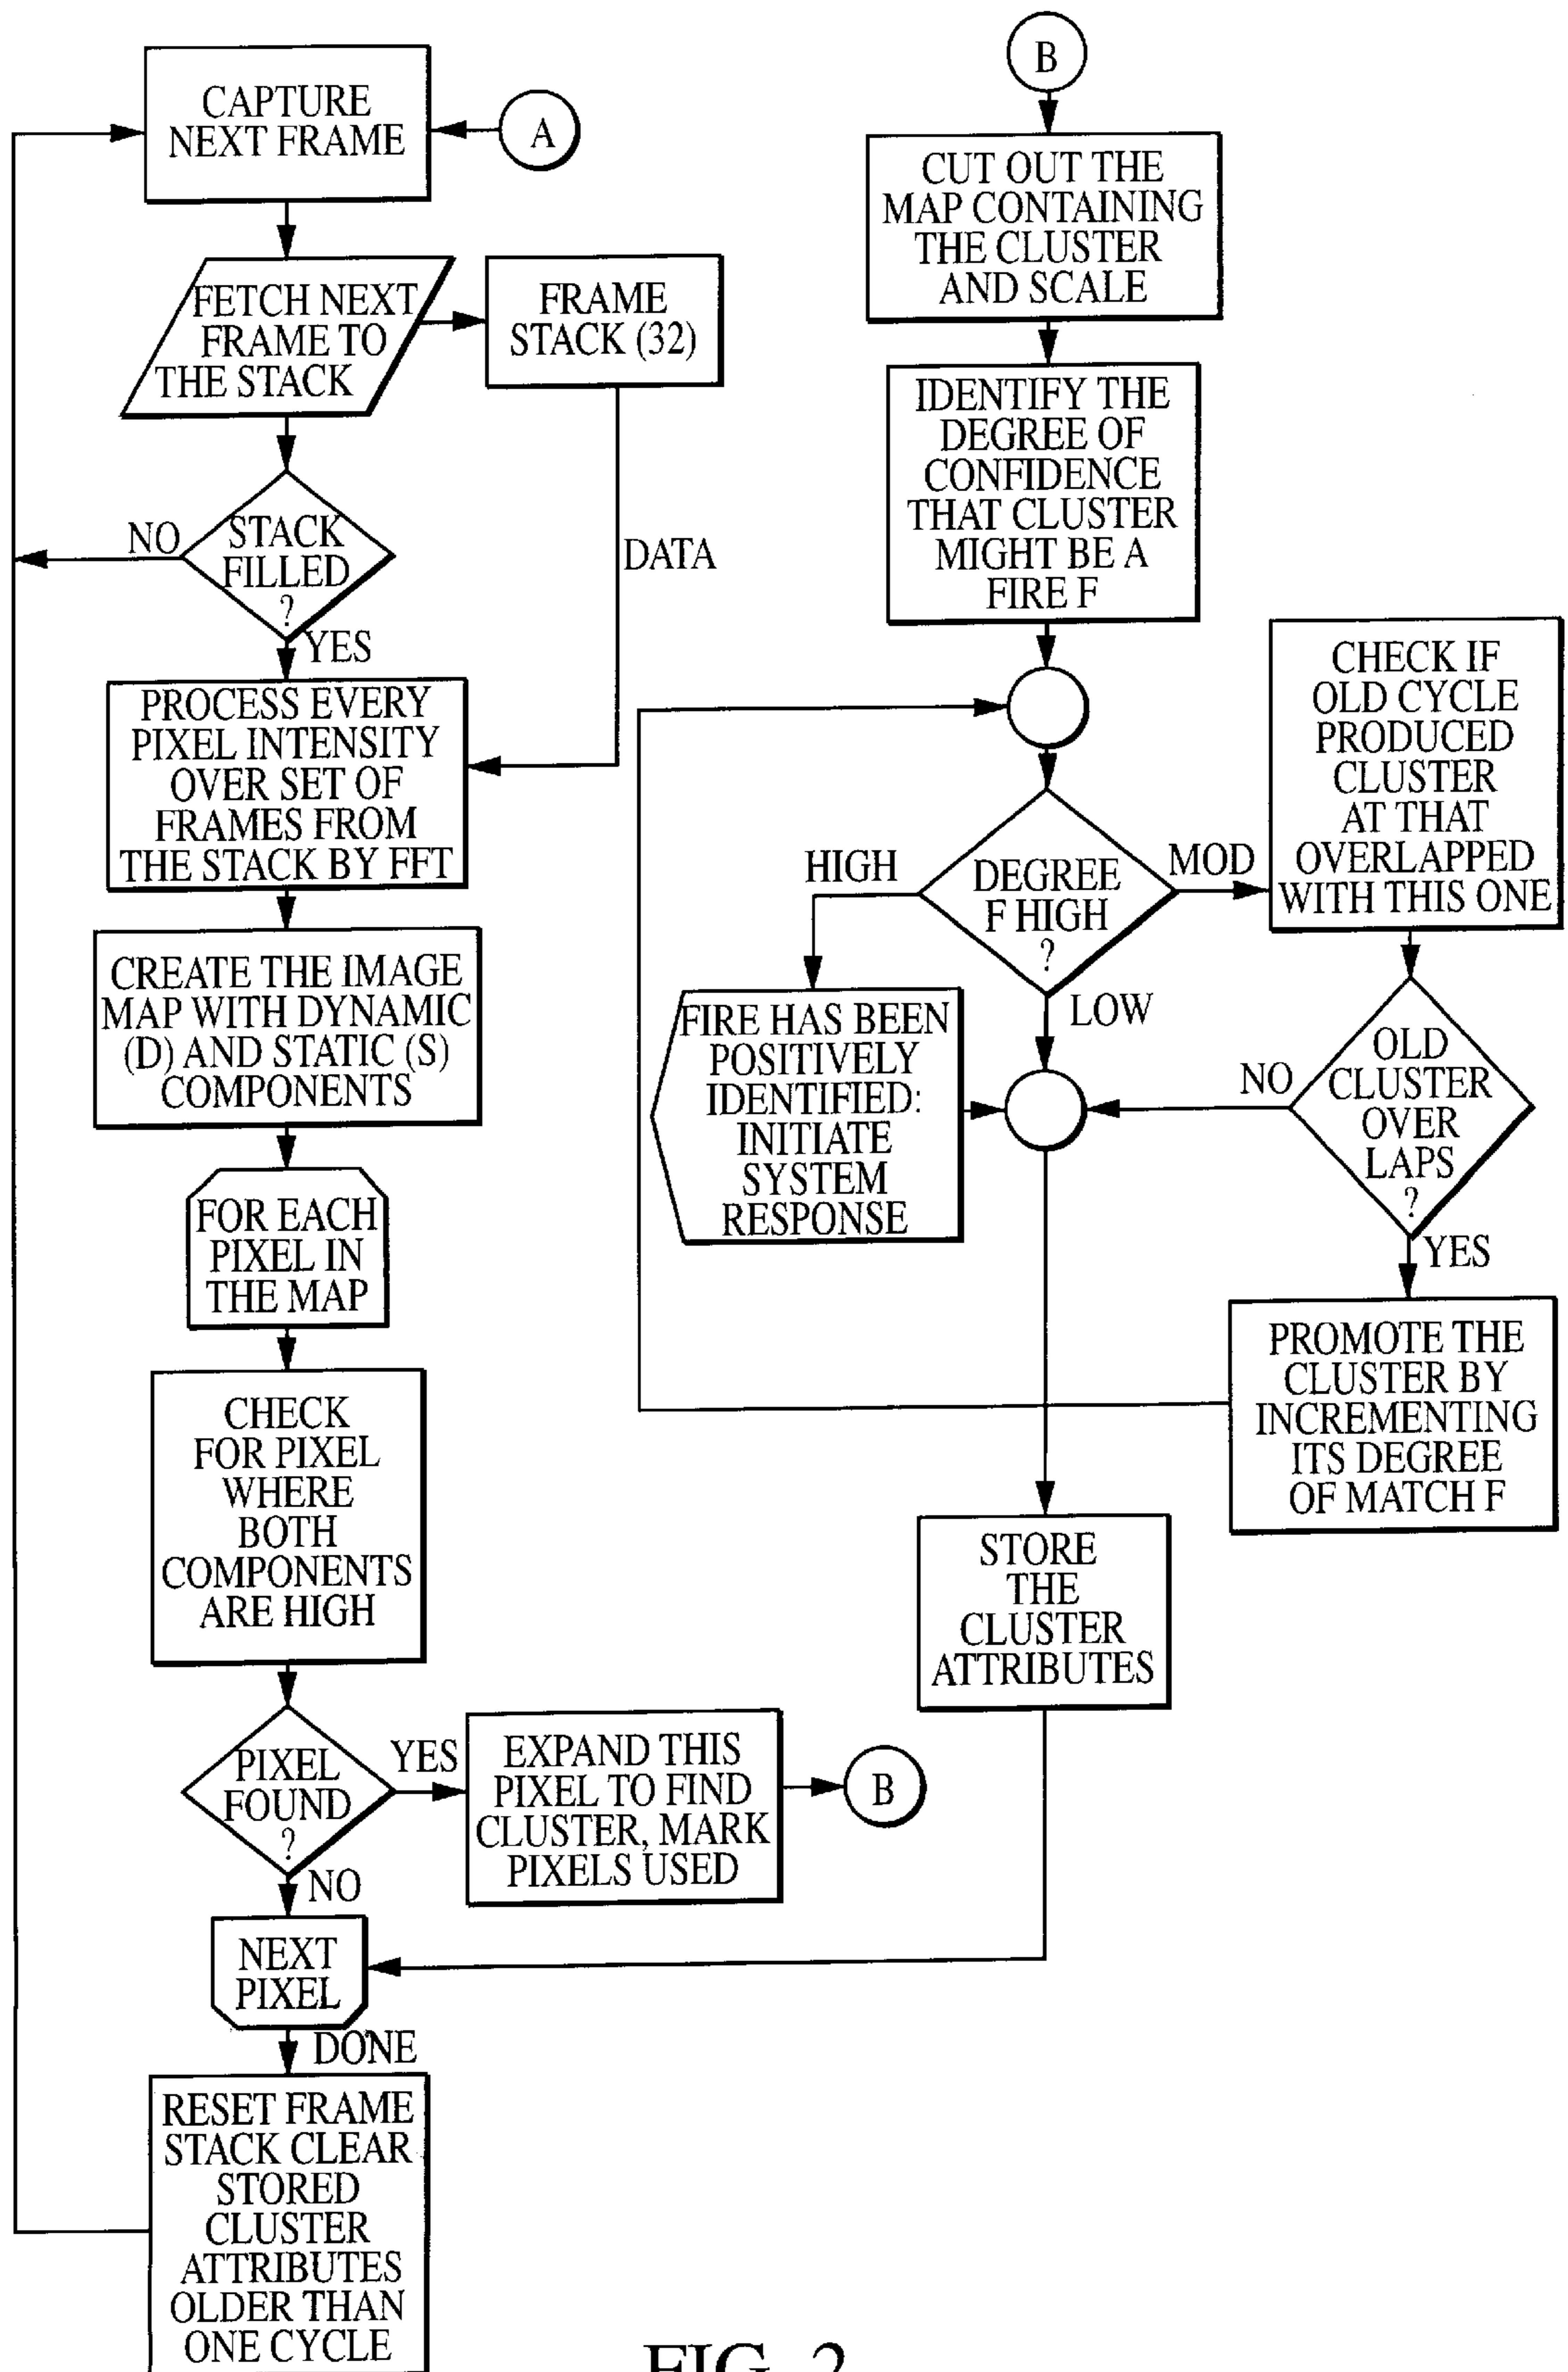 CAPTURE
NEXT FRAME
A
FETCH NEXT
FRAME TO
THE STACK
FRAME
STACK (32)
NO
STACK
FILLED
?
DATA
YES
PROCESS EVERY
PIXEL INTENSITY
OVER SET OF
FRAMES FROM
THE STACK BY FFT
CREATE THE IMAGE
MAP WITH DYNAMIC
(D) AND STATIC (S)
COMPONENTS
FOR EACH
PIXEL IN
THE MAP
CHECK
FOR PIXEL
WHERE
BOTH
COMPONENTS
ARE HIGH
PIXEL
FOUND
?
YES
EXPAND THIS
PIXEL TO FIND
CLUSTER, MARK
PIXELS USED
B
NO
NEXT
PIXEL
DONE
RESET FRAME
STACK CLEAR
STORED
CLUSTER
ATTRIBUTES
OLDER THAN
ONE CYCLE
B
CUT OUT THE
MAP CONTAINING
THE CLUSTER
AND SCALE
IDENTIFY THE
DEGREE OF
CONFIDENCE
THAT CLUSTER
MIGHT BE A
FIRE F
HIGH
DEGREE
F HIGH
?
MOD
CHECK IF
OLD CYCLE
PRODUCED
CLUSTER
AT THAT
OVERLAPPED
WITH THIS ONE
LOW
FIRE HAS BEEN
POSITIVELY
IDENTIFIED:
INITIATE
SYSTEM
RESPONSE
NO
OLD
CLUSTER
OVER
LAPS
?
YES
PROMOTE THE
CLUSTER BY
INCREMENTING
ITS DEGREE
OF MATCH F
STORE
THE
CLUSTER
ATTRIBUTES
FIG. 2